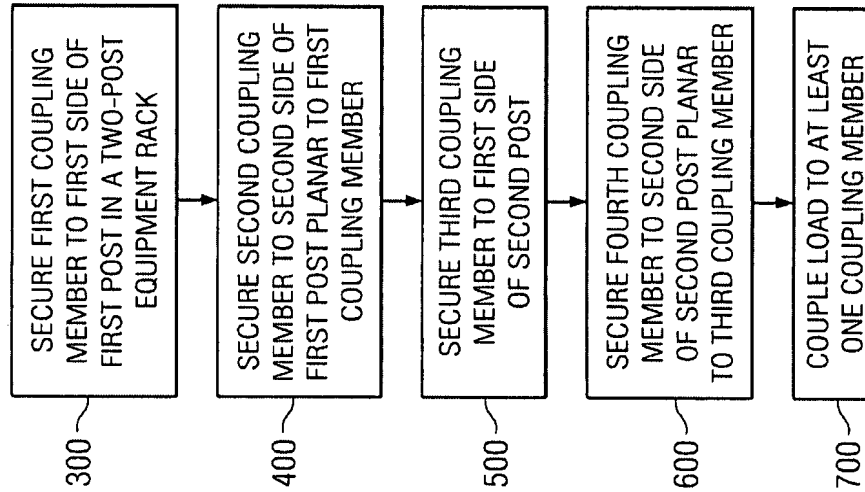 300
SECURE FIRST COUPLING
MEMBER TO FIRST SIDE OF
FIRST POST IN A TWO-POST
EQUIPMENT RACK
400
SECURE SECOND COUPLING
MEMBER TO SECOND SIDE OF
FIRST POST PLANAR TO FIRST
COUPLING MEMBER
500
SECURE THIRD COUPLING
MEMBER TO FIRST SIDE
OF SECOND POST
600
SECURE FOURTH COUPLING
MEMBER TO SECOND SIDE
OF SECOND POST PLANAR
TO THIRD COUPLING MEMBER
700
COUPLE LOAD TO AT LEAST
ONE COUPLING MEMBER